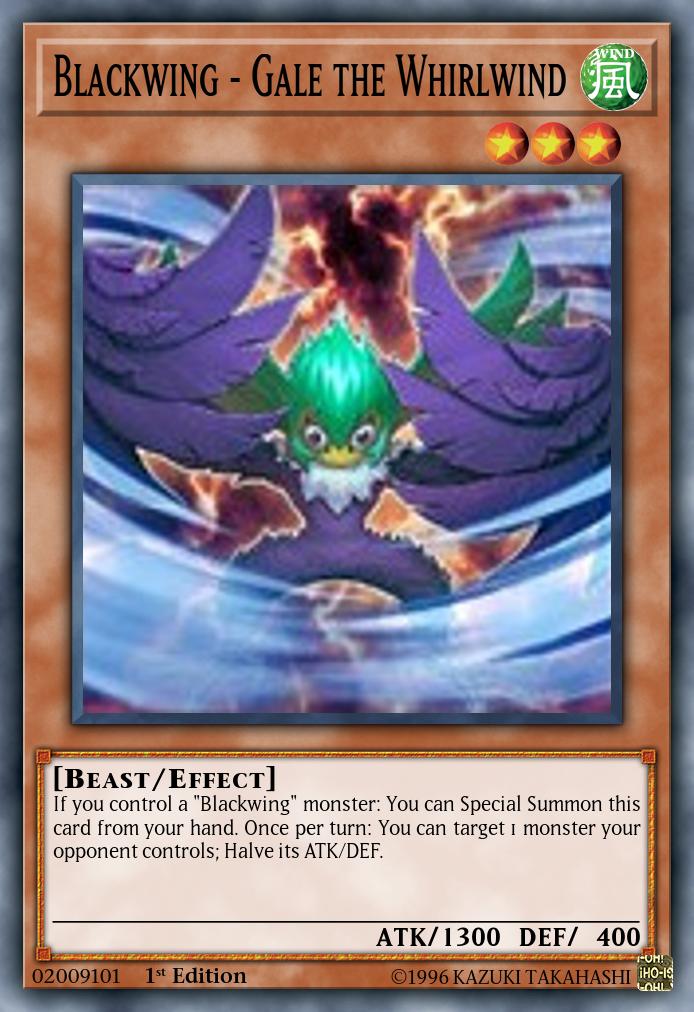 Blackwing - Gale the Whirlwind
WIND
風
[Beast/Effect]
If you control a "Blackwing" monster: You can Special Summon this
card from your hand. Once per turn: You can target 1 monster your
opponent controls; Halve its ATK/DEF.
ATK/1300 DEF/ 400
02009101 1st Edition ©1996 KAZUKI TAKAHASHI